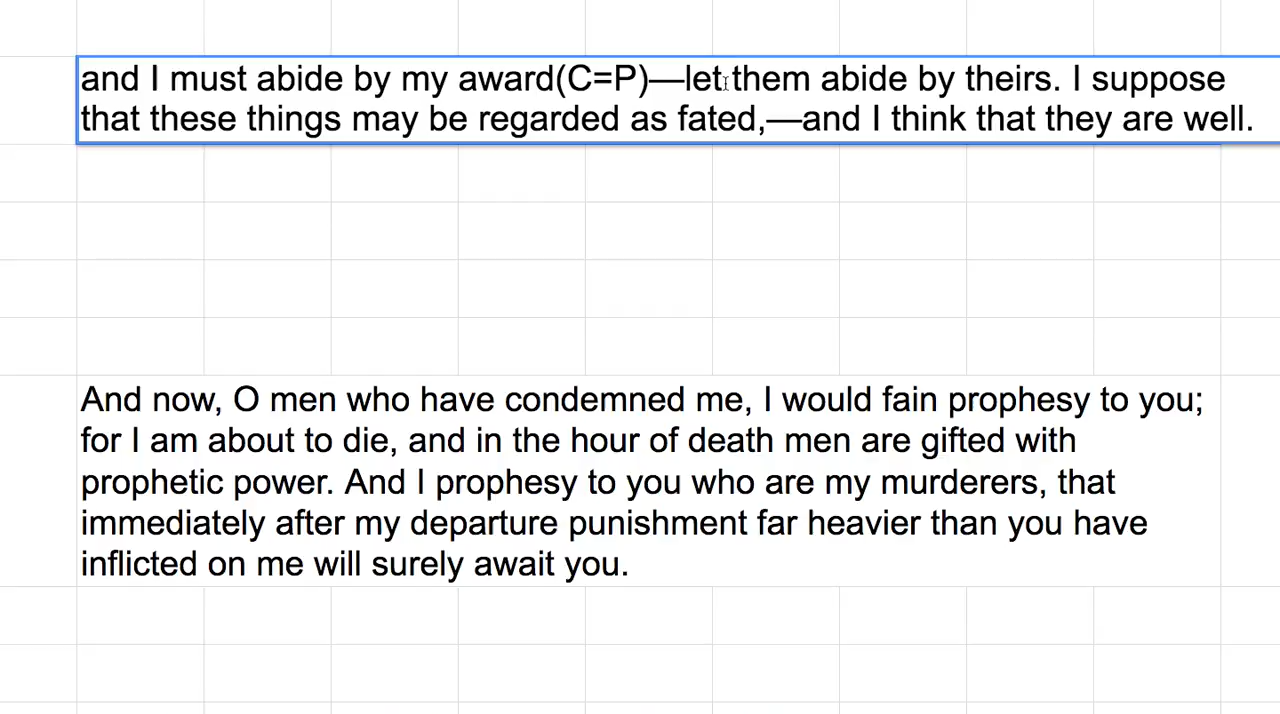 and I must abide by my award(C=P)—let them abide by theirs. I suppose
that these things may be regarded as fated,—and I think that they are well.
And now, O men who have condemned me, I would fain prophesy to you;
for I am about to die, and in the hour of death men are gifted with
prophetic power. And I prophesy to you who are my murderers, that
immediately after my departure punishment far heavier than you have
inflicted on me will surely await you.